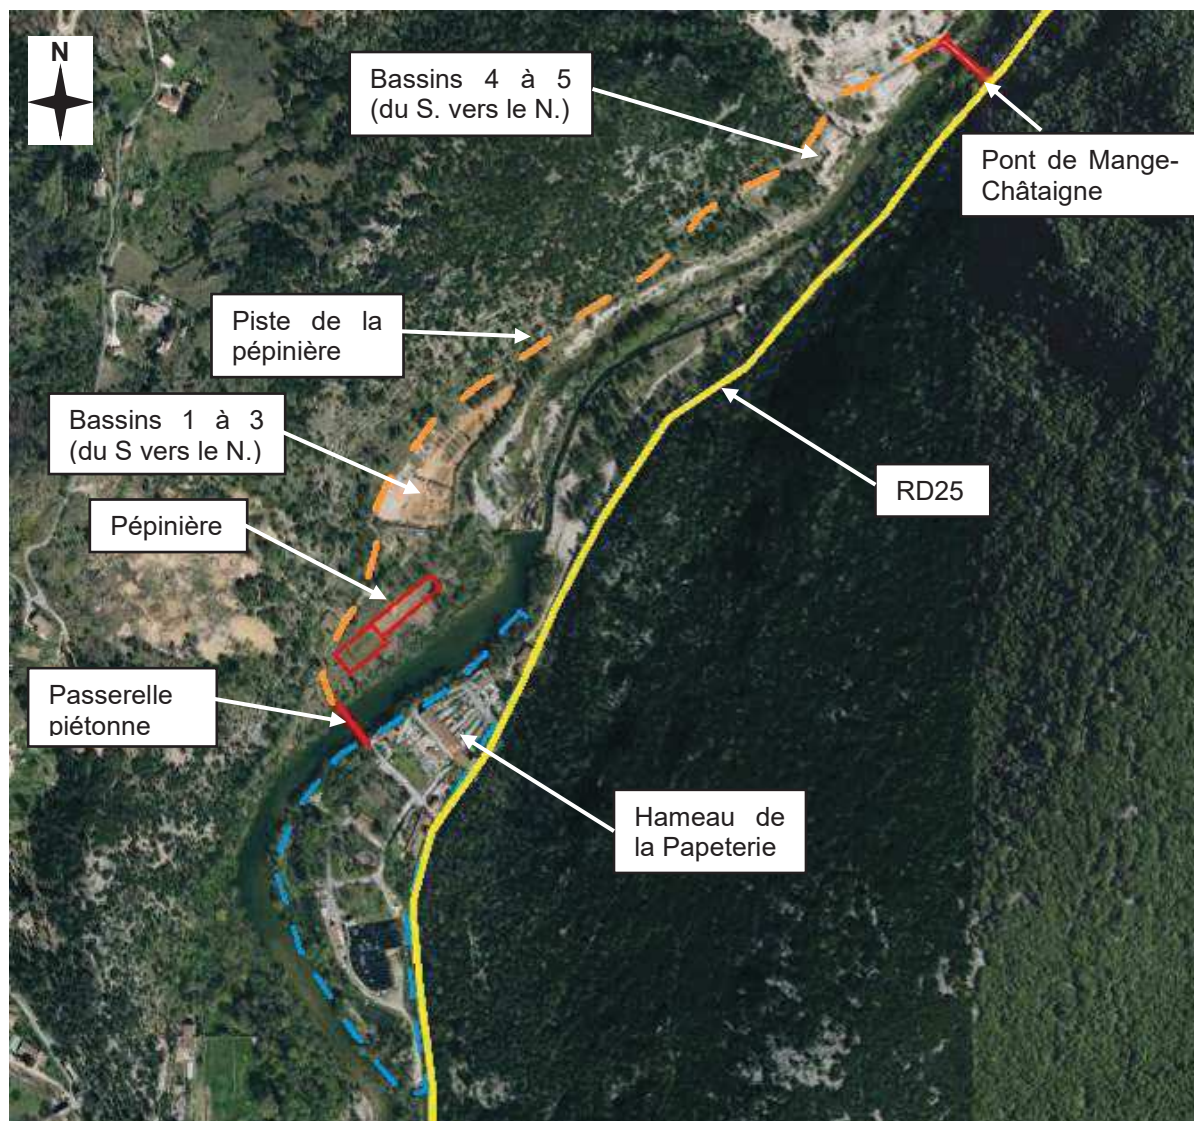 N
Bassins 4 à 5
(du S. vers le N.)
Pont de Mange-
Châtaigne
Piste de la
pépinière
Bassins 1 à 3
(du S vers le N.)
RD25
Pépinière
Passerelle
piétonne
Hameau de
la Papeterie